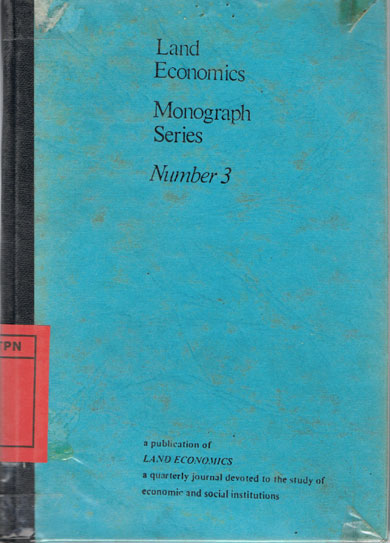 Land
Economics
Monograph
Series
Number 3
TPN
a publication of
LAND ECONOMICS
a quarterly journal devoted to the study of
economic and social institutions